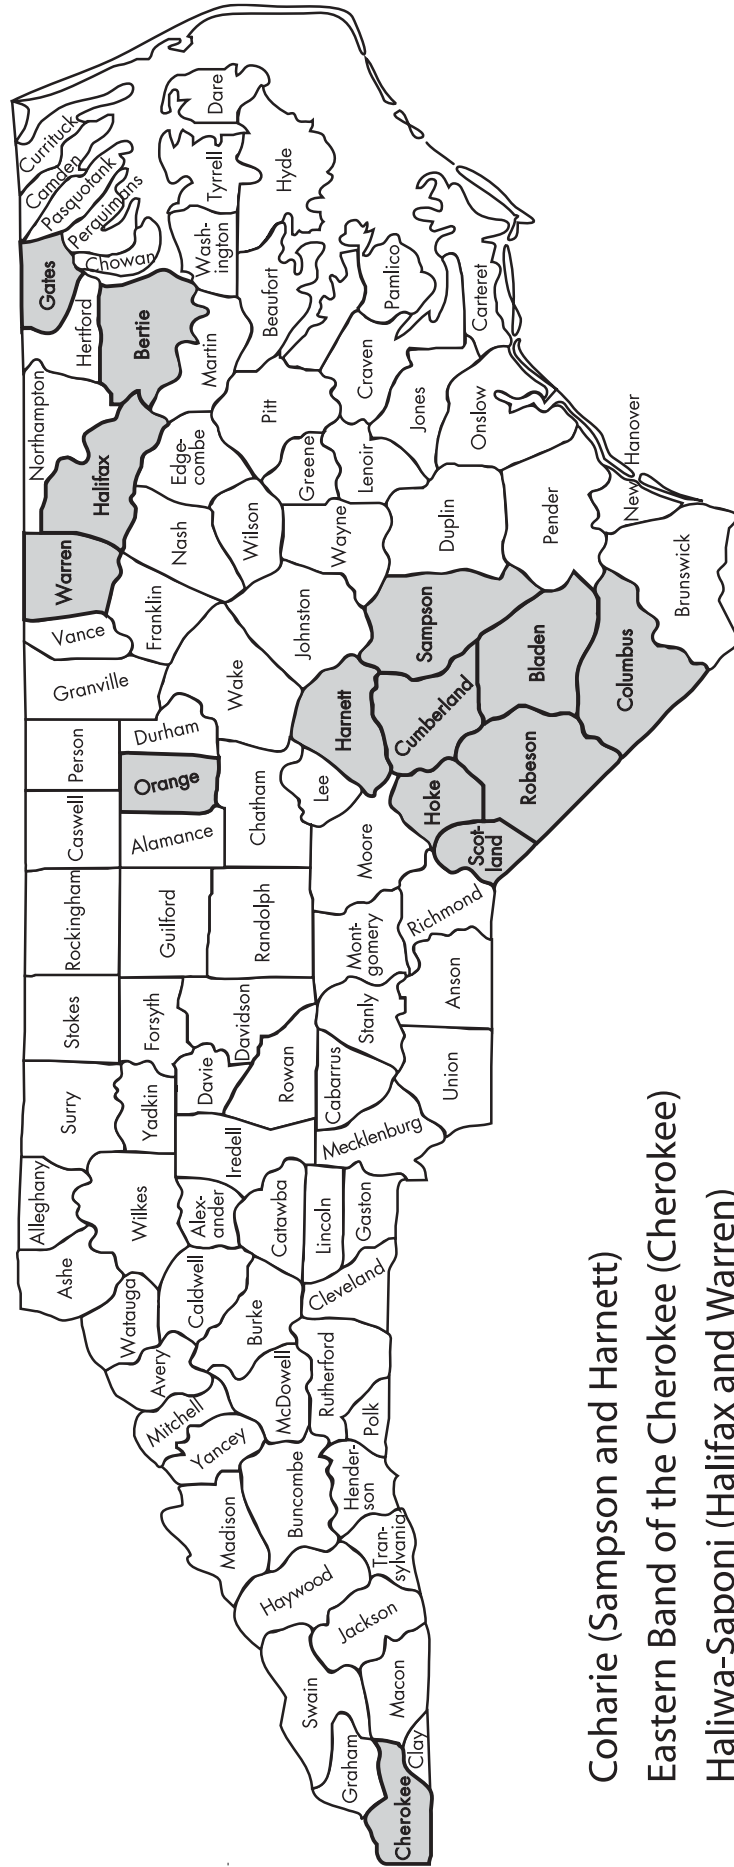 Currituck
Camden
Pasquotank
Perquimans
Gates
Chowan
Hertford
Bertie
Northampton
Halifax
Warren
Vance
Granville
Person
Caswell
Rockingham
Stokes
Surry
Alleghany
Ashe
Dare
Tyrrell
Hyde
Wash-
ington
Martin
Beaufort
Pamlico
Carteret
Craven
Jones
Onslow
Pitt
Edge-
combe
Greene
Lenoir
Nash
Wilson
Wayne
Duplin
Pender
New Hanover
Brunswick
Franklin
Wake
Johnston
Sampson
Bladen
Columbus
Harnett
Cumberland
Robeson
Durham
Orange
Alamance
Chatham
Lee
Moore
Hoke
Scot-
land
Guilford
Randolph
Mont-
gomery
Richmond
Forsyth
Davidson
Stanly
Anson
Yadkin
Davie
Rowan
Cabarrus
Union
Iredell
Mecklenburg
Wilkes
Alex-
ander
Catawba
Lincoln
Gaston
Watauga
Caldwell
Burke
Cleveland
Avery
McDowell
Rutherford
Polk
Mitchell
Yancey
Madison
Buncombe
Hender-
son
Haywood
Tran-
sylvania
Jackson
Swain
Macon
Graham
Clay
Cherokee
Coharie (Sampson and Harnett)
Eastern Band of the Cherokee (Cherokee)
Haliwa-Saponi (Halifax and Warren)